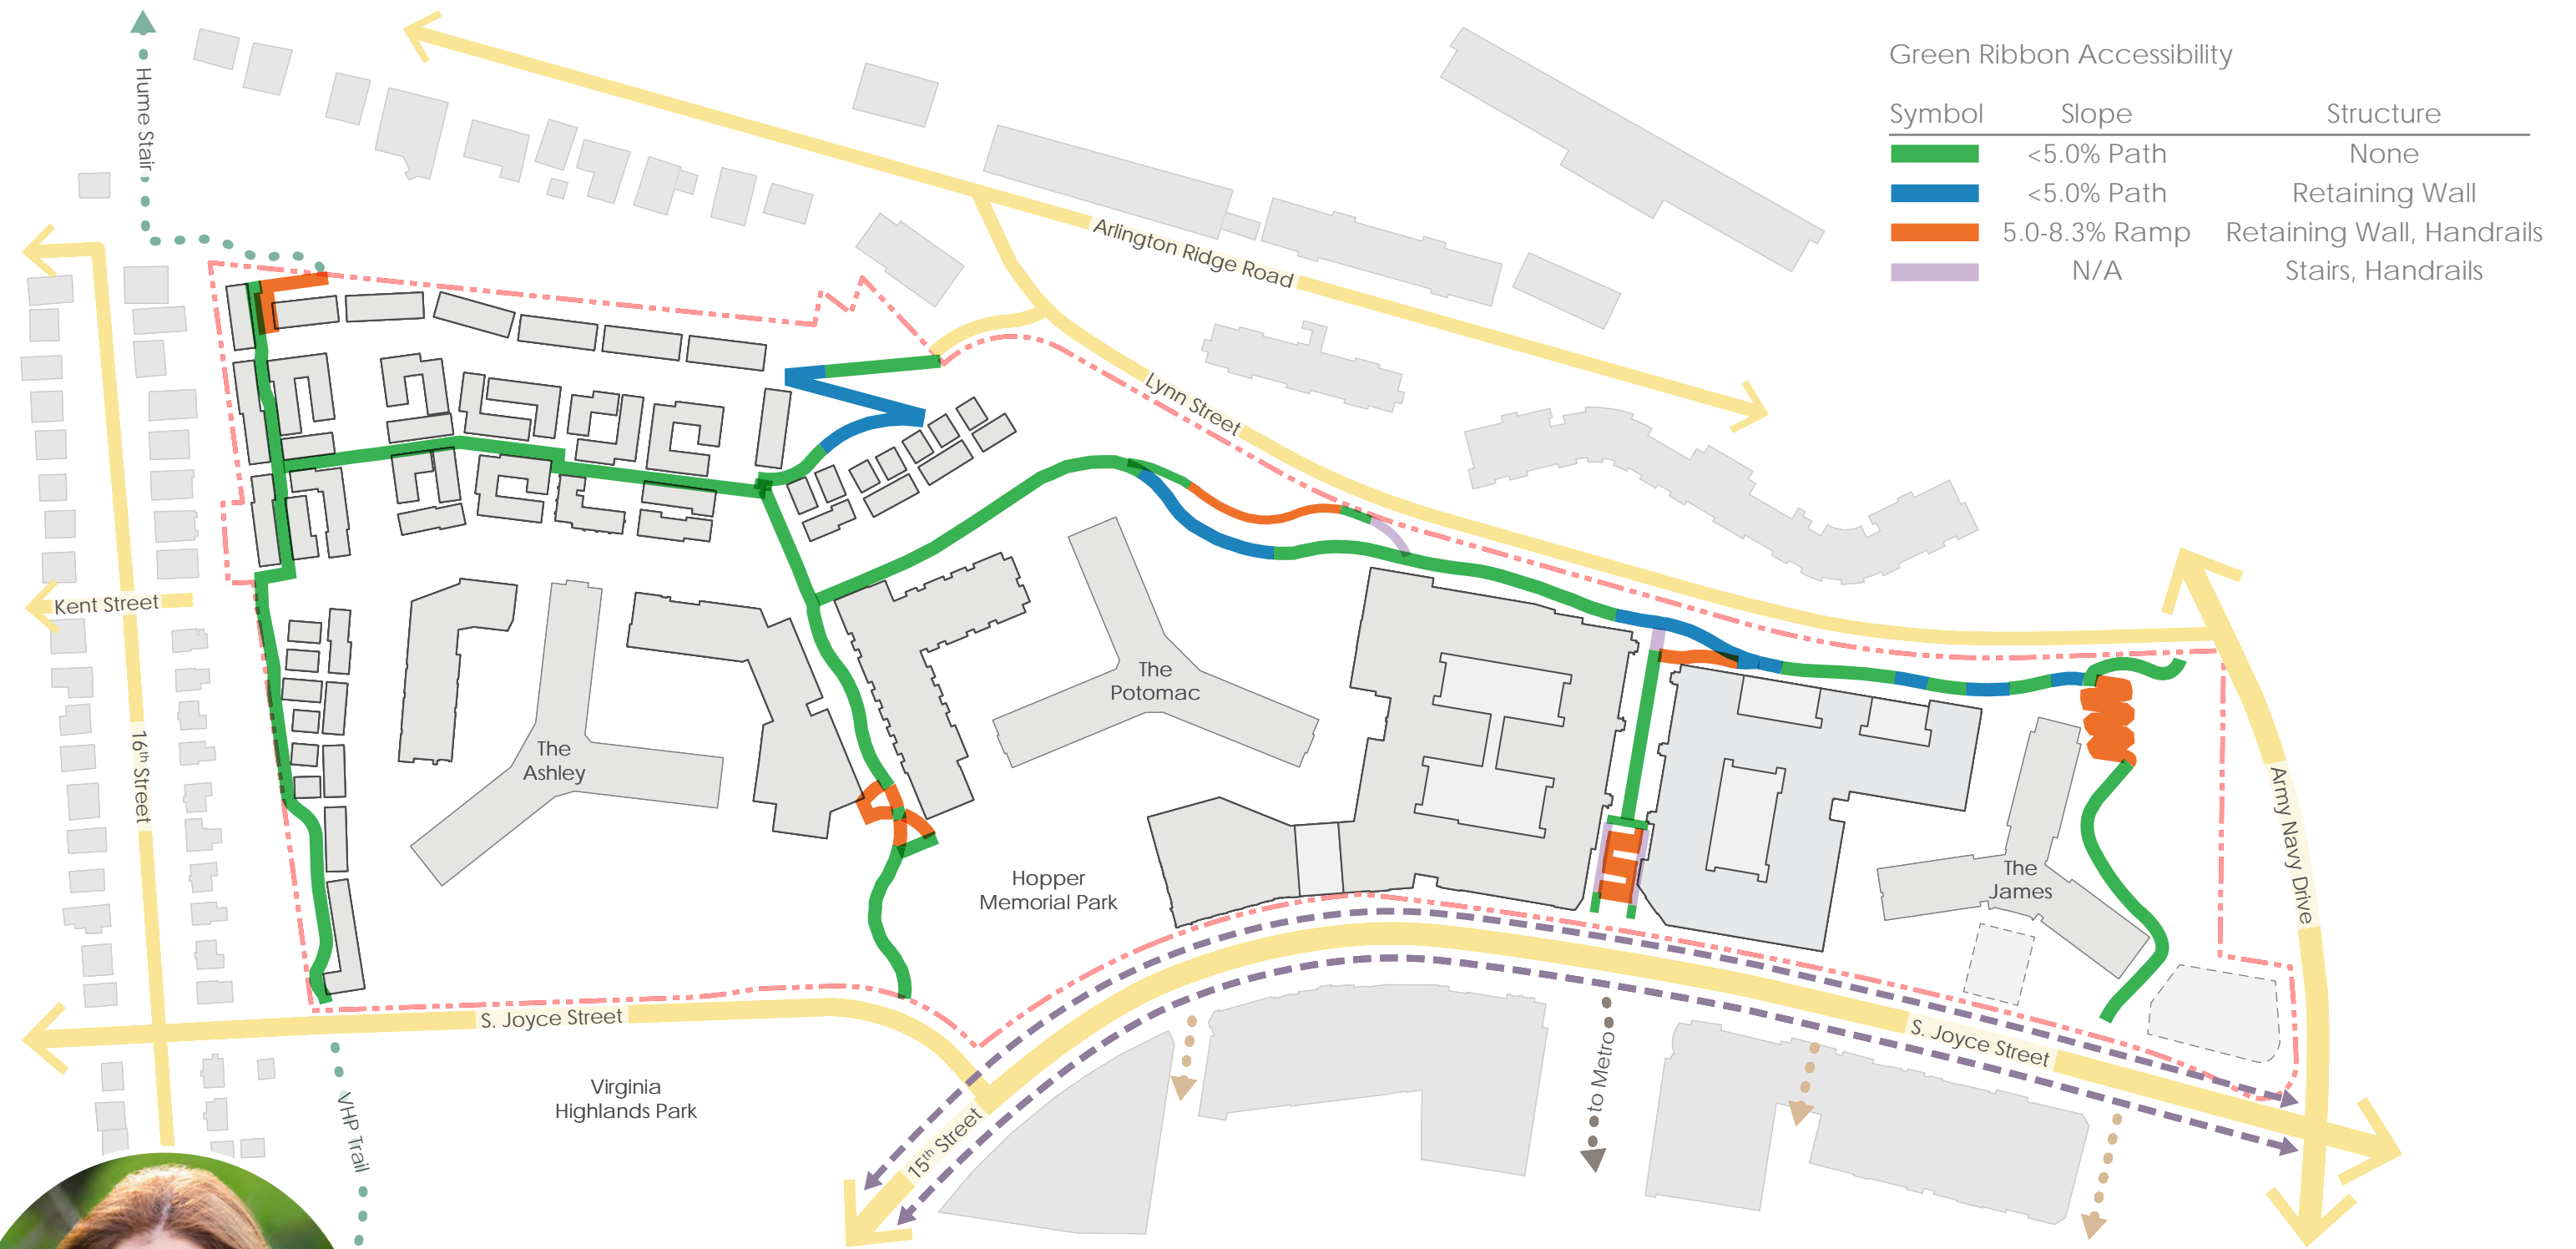 Green Ribbon Accessibility
Symbol Slope Structure
<5.0% Path None
<5.0% Path Retaining Wall
5.0-8.3% Ramp Retaining Wall, Handrails
N/A Stairs, Handrails
Hume Stair
Arlington Ridge Road
Lynn Street
Kent Street
16th Street
The
Ashley
The
Potomac
Hopper
Memorial Park
The
James
Army Navy Drive
S. Joyce Street
S. Joyce Street
Virginia
Highlands Park
VHP Trail
15th Street
to Metro